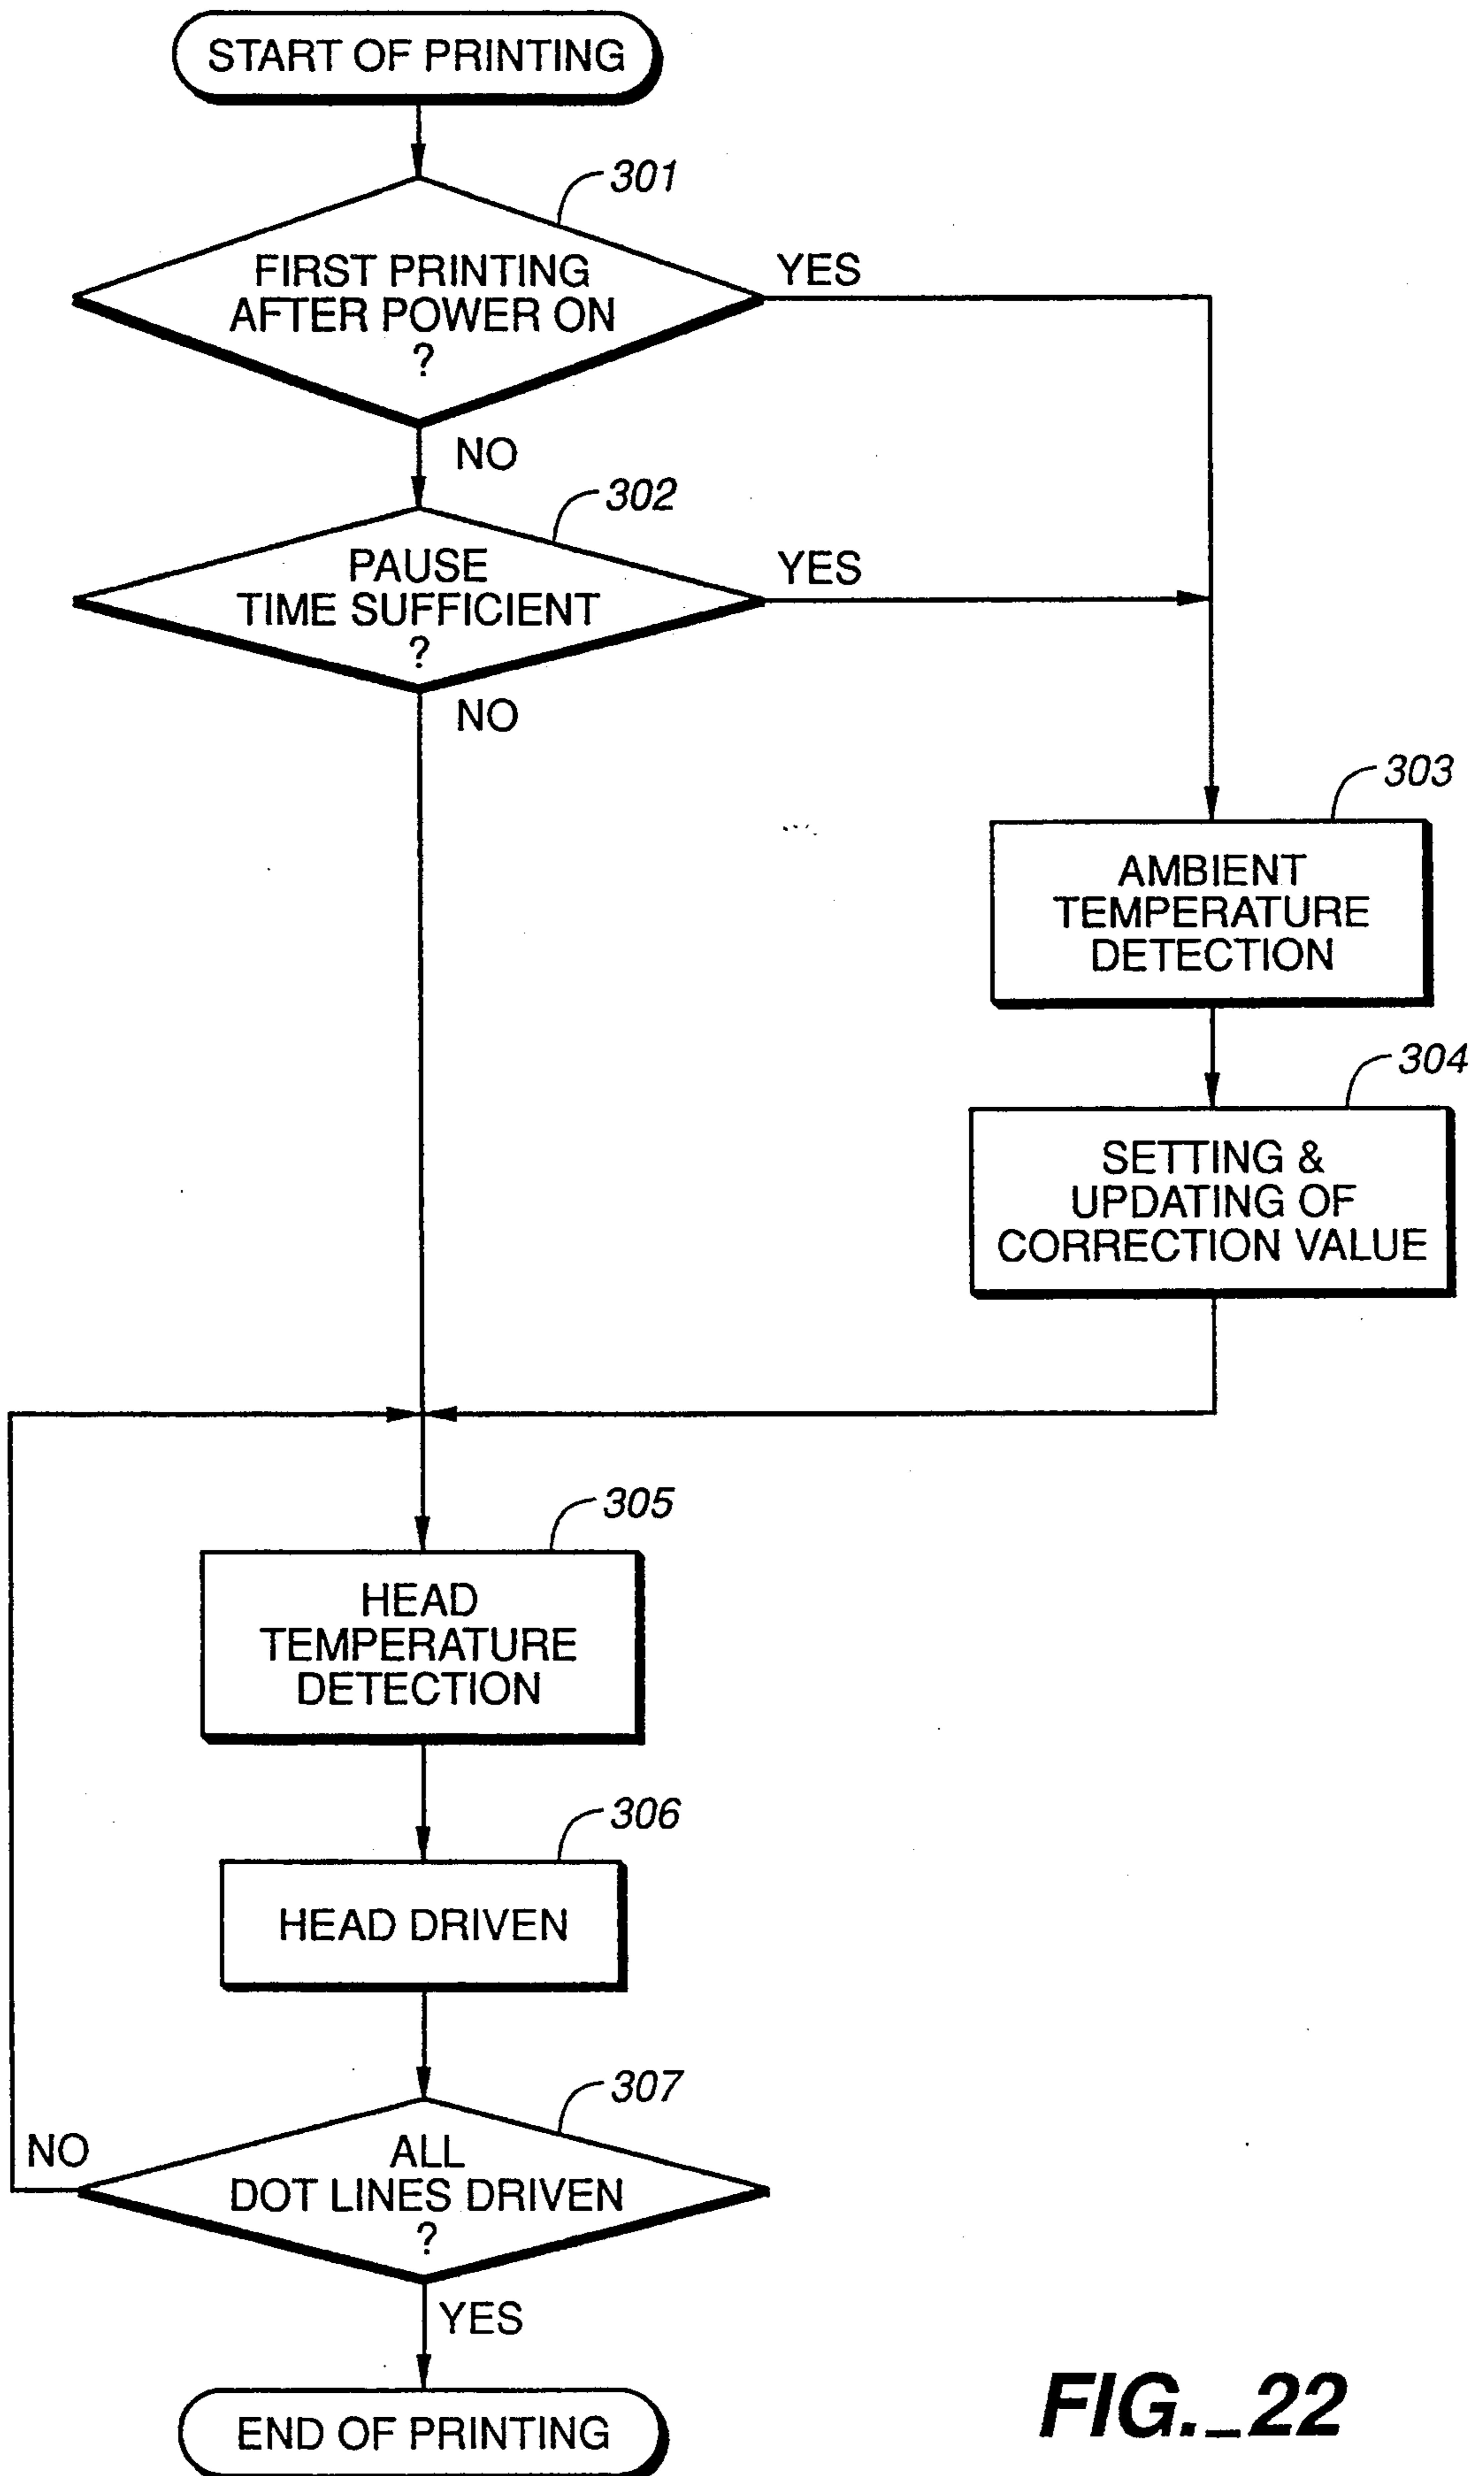 START OF PRINTING
301
FIRST PRINTING
AFTER POWER ON
?
YES
NO
302
PAUSE
TIME SUFFICIENT
?
YES
NO
303
AMBIENT
TEMPERATURE
DETECTION
304
SETTING &
UPDATING OF
CORRECTION VALUE
305
HEAD
TEMPERATURE
DETECTION
306
HEAD DRIVEN
307
NO
ALL
DOT LINES DRIVEN
?
YES
END OF PRINTING
FIG._22